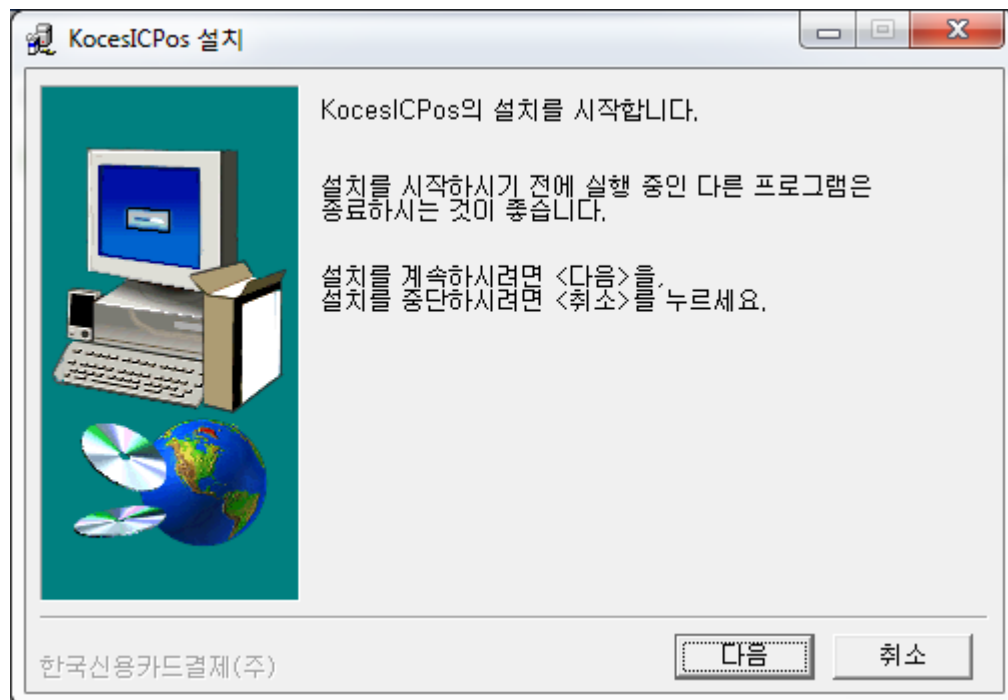 KocesICPos 설치
KocesICPos의 설치를 시작합니다.
설치를 시작하시기 전에 실행 중인 다른 프로그램은
종료하시는 것이 좋습니다.
설치를 계속하시려면 <다음>을,
설치를 중단하시려면 <취소>를 누르세요.
한국신용카드결제(주)
다음
취소